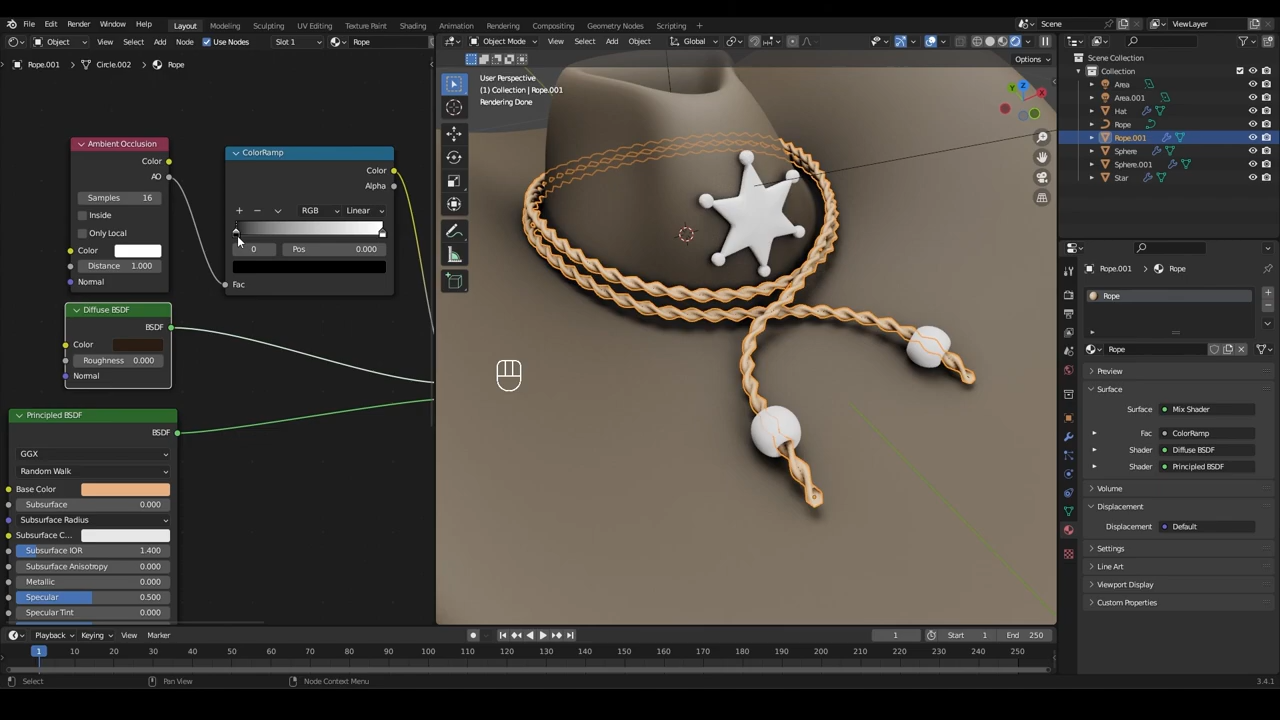 File Edit Render Window Help
Layout Modeling Sculpting UV Editing Texture Paint Shading Animation Rendering Compositing Geometry Nodes Scripting +
Scene
ViewLayer
Object View Select Add Node Use Nodes Slot 1 Rope
Object Mode View Select Add Object Global
Options
Rope.001 > Circle.002 > Rope
User Perspective
(1) Collection | Rope.001
Rendering Done
Scene Collection
Collection
Area
Area.001
Hat
Rope
Rope.001
Sphere
Sphere.001
Star
Ambient Occlusion
Color
AO
Samples 16
Inside
Only Local
Color
Distance 1.000
Normal
ColorRamp
Color
Alpha
RGB Linear
0 Pos 0.000
Fac
Diffuse BSDF
BSDF
Color
Roughness 0.000
Normal
Principled BSDF
BSDF
GGX
Random Walk
Base Color
Subsurface 0.000
Subsurface Radius
Subsurface C...
Subsurface IOR 1.400
Subsurface Anisotropy 0.000
Metallic 0.000
Specular 0.500
Specular Tint 0.000
X
Y
Z
Rope.001 > Rope
Rope
Rope
Preview
Surface
Surface Mix Shader
Fac ColorRamp
Shader Diffuse BSDF
Shader Principled BSDF
Volume
Displacement
Displacement Default
Settings
Line Art
Viewport Display
Custom Properties
Playback Keying View Marker
1 Start 1 End 250
1 10 20 30 40 50 60 70 80 90 100 110 120 130 140 150 160 170 180 190 200 210 220 230 240 250
Select Pan View Node Context Menu 3.4.1